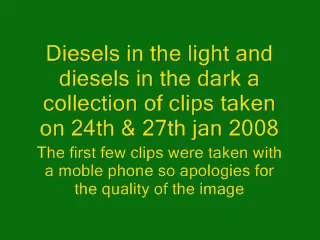 Diesels in the light and
diesels in the dark a
collection of clips taken
on 24th & 27th jan 2008
The first few clips were taken with
a moble phone so apologies for
the quality of the image